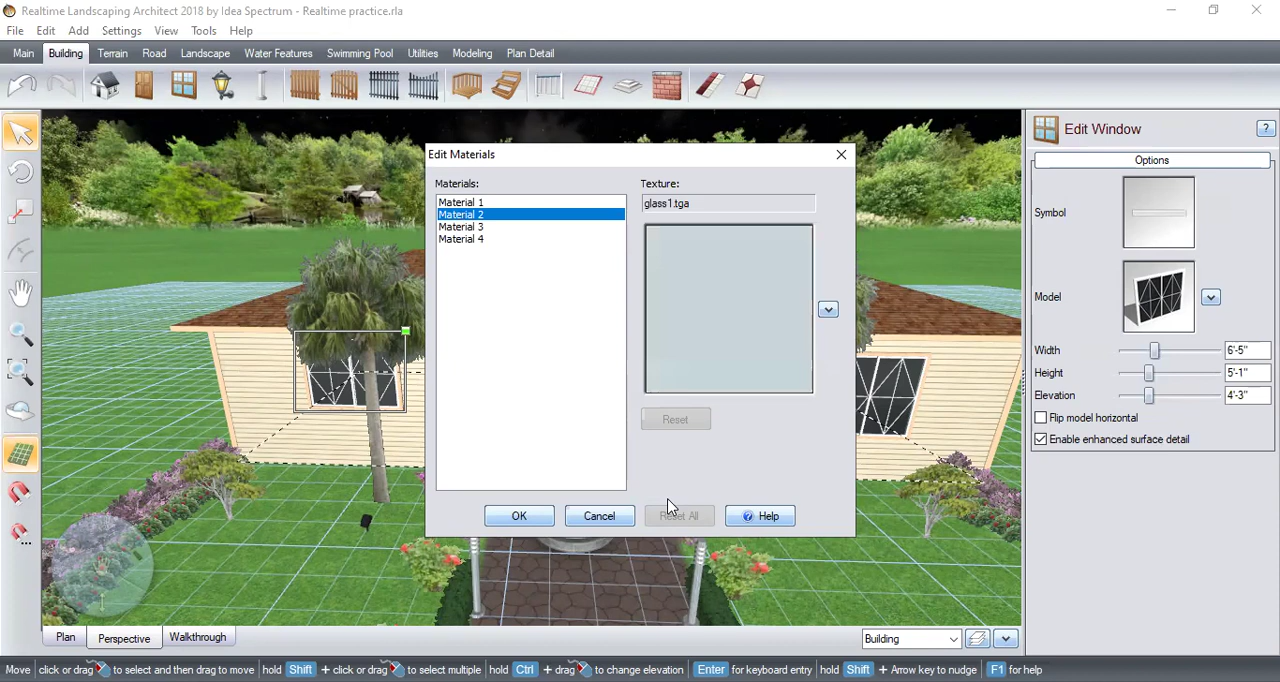 Realtime Landscaping Architect 2018 by Idea Spectrum - Realtime practice.rla
File Edit Add Settings View Tools Help
Main Building Terrain Road Landscape Water Features Swimming Pool Utilities Modeling Plan Detail
Edit Window
?
Options
Symbol
Model
Width 6'-5"
Height 5'-1"
Elevation 4'-3"
Flip model horizontal
Enable enhanced surface detail
Edit Materials
Materials:
Material 1
Material 2
Material 3
Material 4
Texture:
glass1.tga
Reset
OK Cancel Reset All ? Help
Plan Perspective Walkthrough
Building
Move click or drag to select and then drag to move hold Shift + click or drag to select multiple hold Ctrl + drag to change elevation Enter for keyboard entry hold Shift + Arrow key to nudge F1 for help